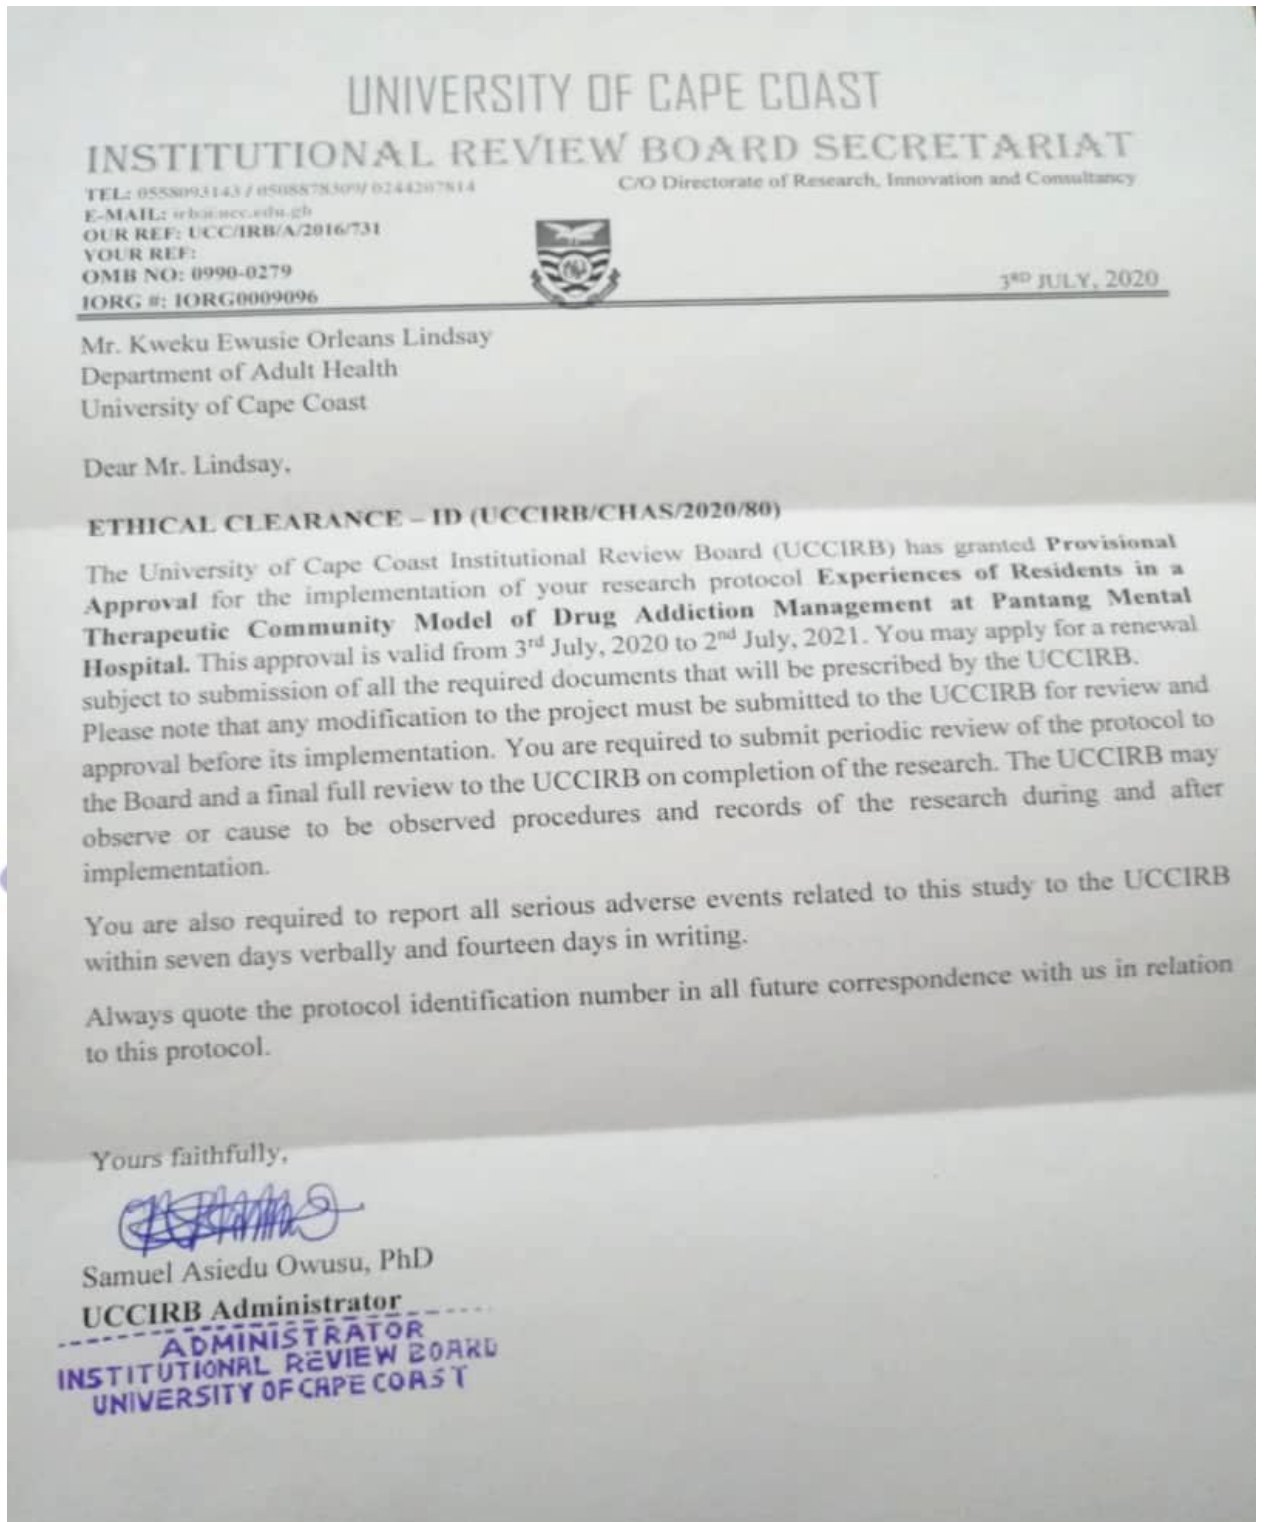 UNIVERSITY OF CAPE COAST
INSTITUTIONAL REVIEW BOARD SECRETARIAT
TEL: 0558093143 / 0508878309/ 0244207814
C/O Directorate of Research, Innovation and Consultancy
E-MAIL: irb@ucc.edu.gh
OUR REF: UCC/IRB/A/2016/731
YOUR REF:
OMB NO: 0990-0279
IORG #: IORG0009096
3RD JULY, 2020
Mr. Kweku Ewusie Orleans Lindsay
Department of Adult Health
University of Cape Coast
Dear Mr. Lindsay,
ETHICAL CLEARANCE – ID (UCCIRB/CHAS/2020/80)
The University of Cape Coast Institutional Review Board (UCCIRB) has granted Provisional
Approval for the implementation of your research protocol Experiences of Residents in a
Therapeutic Community Model of Drug Addiction Management at Pantang Mental
Hospital. This approval is valid from 3rd July, 2020 to 2nd July, 2021. You may apply for a renewal
subject to submission of all the required documents that will be prescribed by the UCCIRB.
Please note that any modification to the project must be submitted to the UCCIRB for review and
approval before its implementation. You are required to submit periodic review of the protocol to
the Board and a final full review to the UCCIRB on completion of the research. The UCCIRB may
observe or cause to be observed procedures and records of the research during and after
implementation.
You are also required to report all serious adverse events related to this study to the UCCIRB
within seven days verbally and fourteen days in writing.
Always quote the protocol identification number in all future correspondence with us in relation
to this protocol.
Yours faithfully,
Samuel Asiedu Owusu, PhD
UCCIRB Administrator
ADMINISTRATOR
INSTITUTIONAL REVIEW BOARD
UNIVERSITY OF CAPE COAST